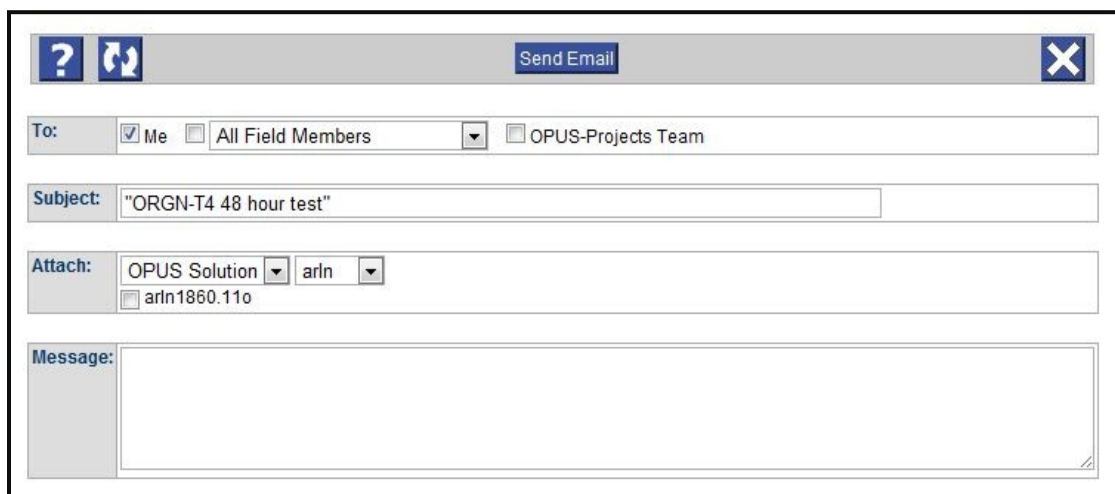 ?
Send Email
To: Me All Field Members OPUS-Projects Team
Subject: "ORGN-T4 48 hour test"
Attach: OPUS Solution arln
arln1860.11o
Message: